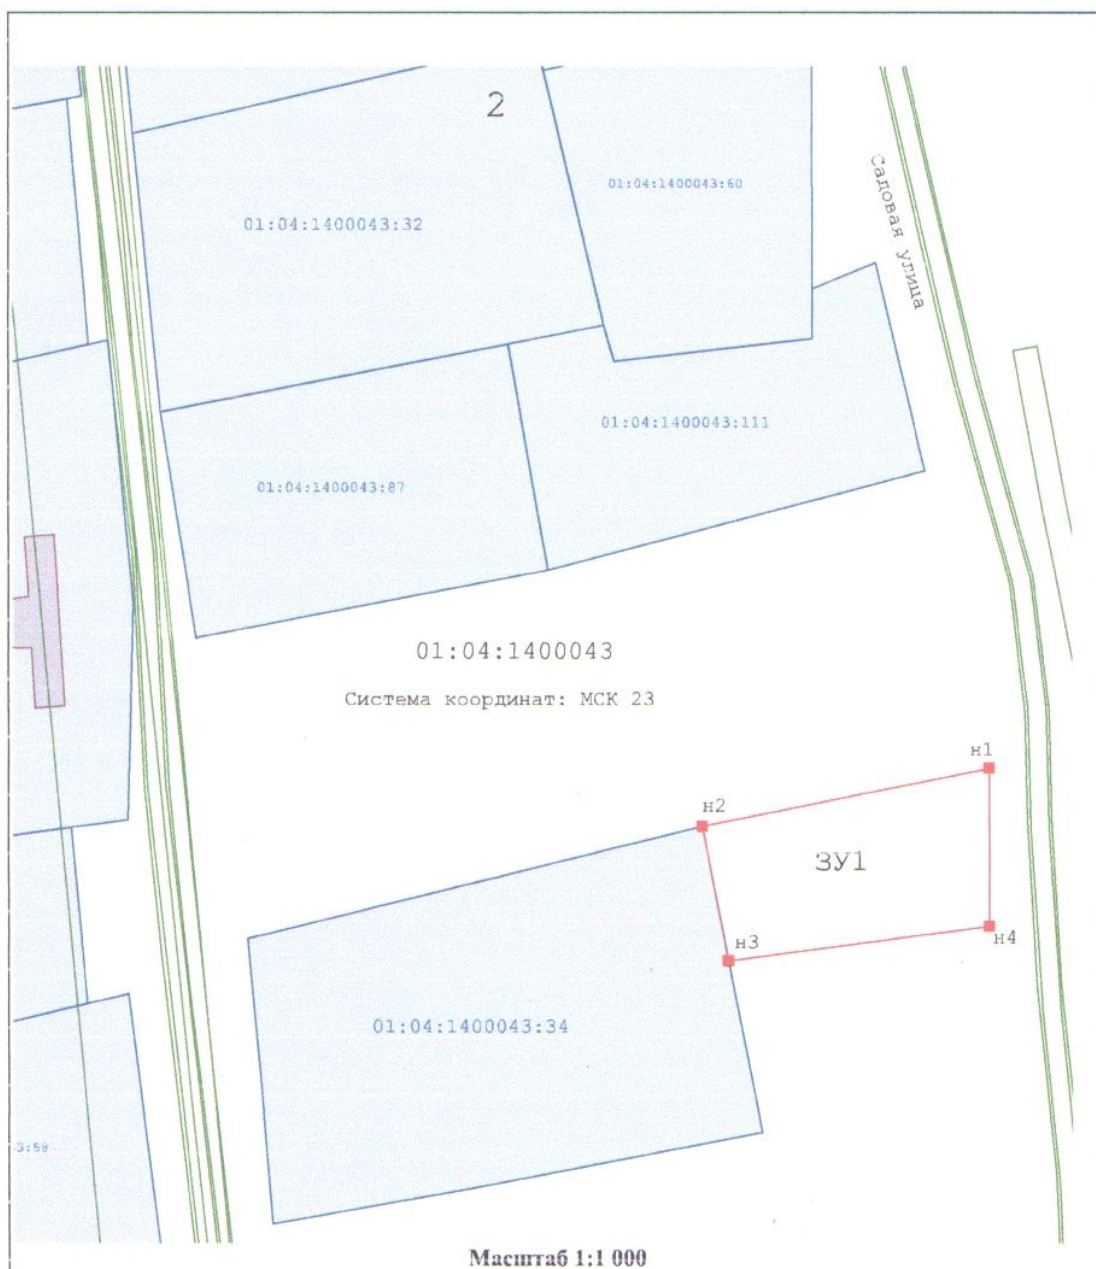 2
01:04:1400043:60
Садовая улица
01:04:1400043:32
01:04:1400043:111
01:04:1400043:87
01:04:1400043
Система координат: МСК 23
н1
н2
ЗУ1
н3
н4
01:04:1400043:34
3:58
Масштаб 1:1 000